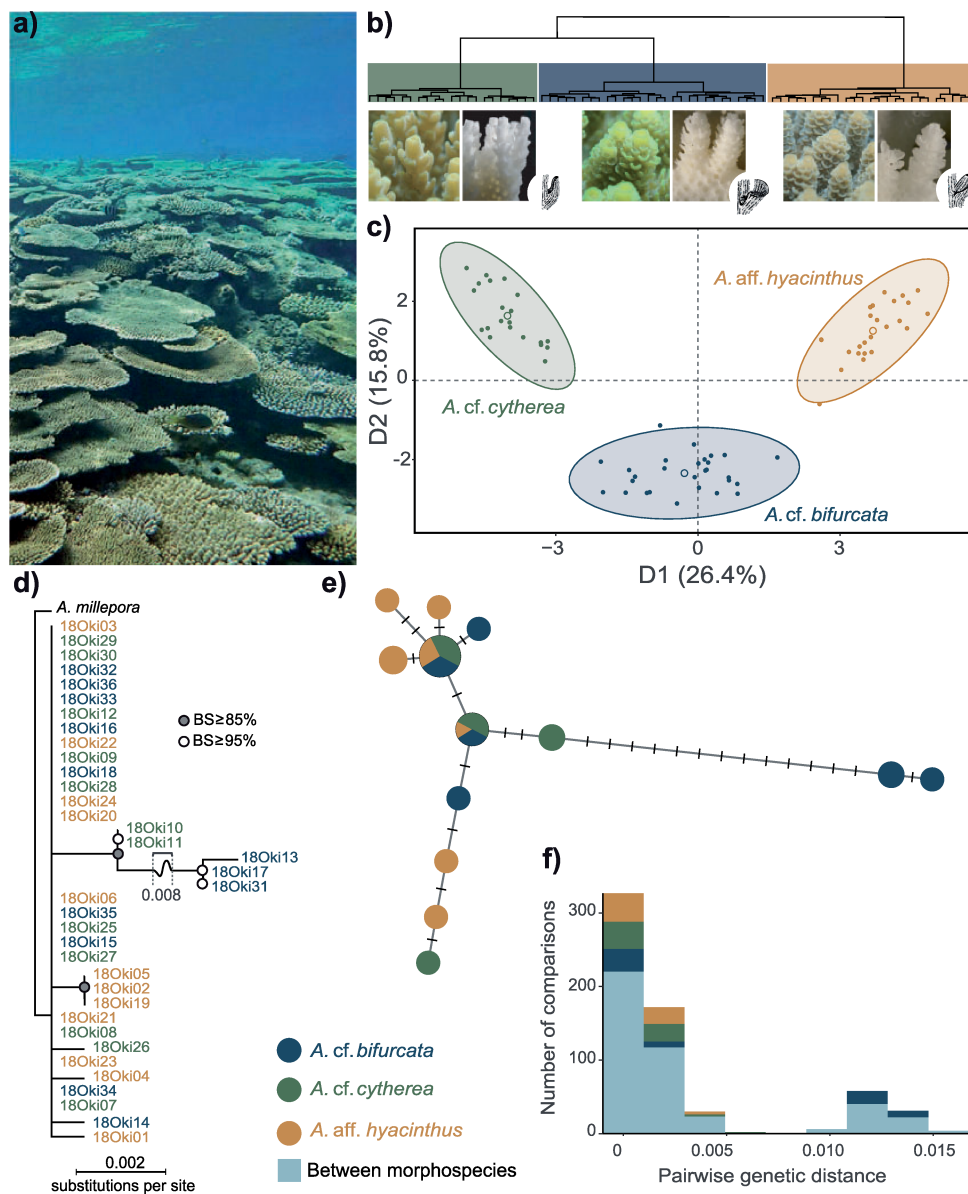 a)
b)
c)
A. aff. hyacinthus
A. cf. cytherea
A. cf. bifurcata
2
0
-2
D2 (15.8%)
−3
0
3
D1 (26.4%)
d)
A. millepora
18Oki03
18Oki29
18Oki30
18Oki32
18Oki36
18Oki33
18Oki12
18Oki16
18Oki22
18Oki09
18Oki18
18Oki28
18Oki24
18Oki20
18Oki10
18Oki11
18Oki13
18Oki17
18Oki31
0.008
18Oki06
18Oki35
18Oki25
18Oki15
18Oki27
18Oki05
18Oki02
18Oki19
18Oki21
18Oki08
18Oki26
18Oki23
18Oki04
18Oki34
18Oki07
18Oki14
18Oki01
BS≥85%
BS≥95%
0.002
substitutions per site
e)
A. cf. bifurcata
A. cf. cytherea
A. aff. hyacinthus
Between morphospecies
f)
Number of comparisons
300
100
0
0
0.005
0.010
0.015
Pairwise genetic distance